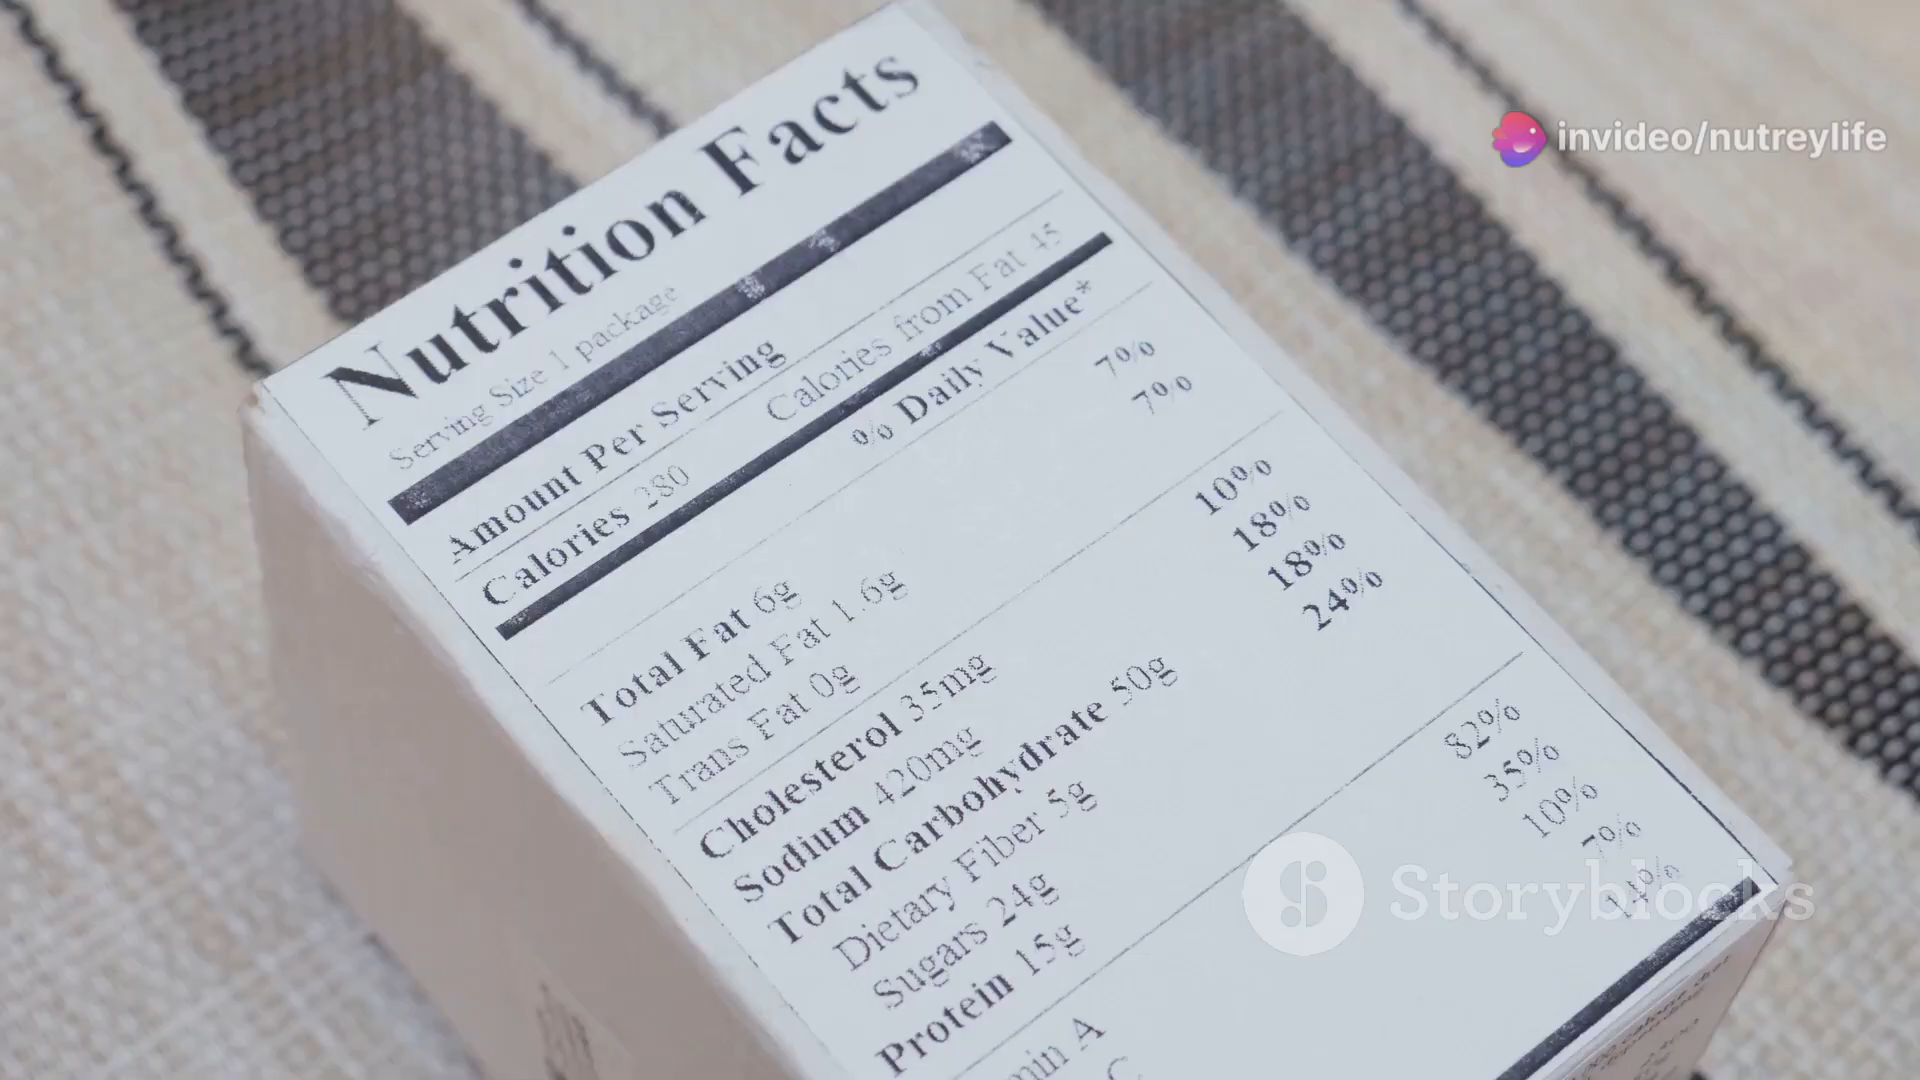 invideo/nutreylife
Nutrition Facts
Serving Size 1 package
Amount Per Serving
Calories 280 Calories from Fat 45
% Daily Value*
Total Fat 6g 7%
Saturated Fat 1.6g 7%
Trans Fat 0g
Cholesterol 35mg 10%
Sodium 420mg 18%
Total Carbohydrate 50g 18%
Dietary Fiber 5g 24%
Sugars 24g
Protein 15g
82%
35%
10%
7%
14%
Storyblocks